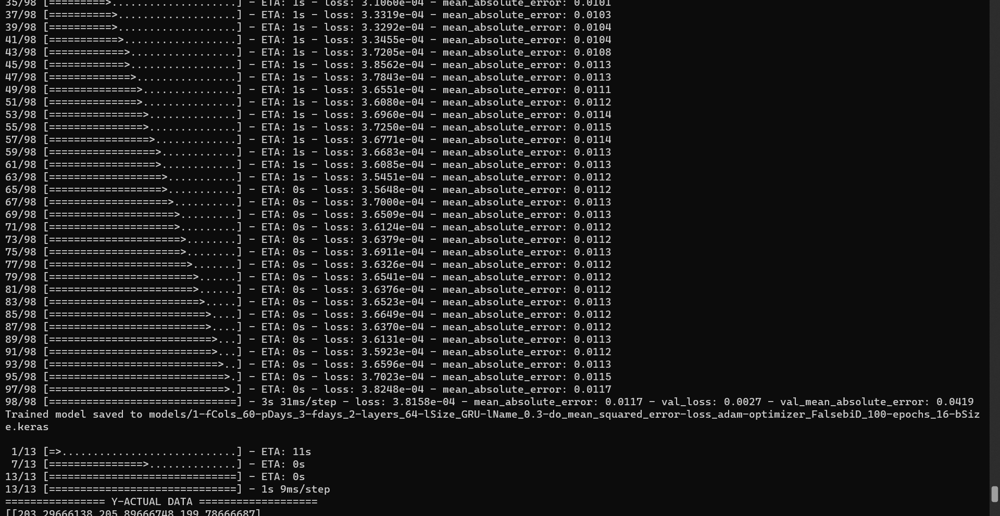 35/98 [=========>....................] - ETA: 1s - loss: 3.1060e-04 - mean_absolute_error: 0.0101
37/98 [==========>...................] - ETA: 1s - loss: 3.3319e-04 - mean_absolute_error: 0.0103
39/98 [==========>...................] - ETA: 1s - loss: 3.3292e-04 - mean_absolute_error: 0.0104
41/98 [===========>..................] - ETA: 1s - loss: 3.3455e-04 - mean_absolute_error: 0.0104
43/98 [============>.................] - ETA: 1s - loss: 3.7205e-04 - mean_absolute_error: 0.0108
45/98 [============>.................] - ETA: 1s - loss: 3.8562e-04 - mean_absolute_error: 0.0113
47/98 [=============>................] - ETA: 1s - loss: 3.7843e-04 - mean_absolute_error: 0.0113
49/98 [==============>...............] - ETA: 1s - loss: 3.6551e-04 - mean_absolute_error: 0.0111
51/98 [==============>...............] - ETA: 1s - loss: 3.6080e-04 - mean_absolute_error: 0.0112
53/98 [===============>..............] - ETA: 1s - loss: 3.6960e-04 - mean_absolute_error: 0.0114
55/98 [===============>..............] - ETA: 1s - loss: 3.7250e-04 - mean_absolute_error: 0.0115
57/98 [================>.............] - ETA: 1s - loss: 3.6771e-04 - mean_absolute_error: 0.0114
59/98 [=================>............] - ETA: 1s - loss: 3.6683e-04 - mean_absolute_error: 0.0113
61/98 [=================>............] - ETA: 1s - loss: 3.6085e-04 - mean_absolute_error: 0.0113
63/98 [==================>...........] - ETA: 1s - loss: 3.5451e-04 - mean_absolute_error: 0.0112
65/98 [==================>...........] - ETA: 0s - loss: 3.5648e-04 - mean_absolute_error: 0.0112
67/98 [===================>..........] - ETA: 0s - loss: 3.7000e-04 - mean_absolute_error: 0.0113
69/98 [====================>.........] - ETA: 0s - loss: 3.6509e-04 - mean_absolute_error: 0.0113
71/98 [====================>.........] - ETA: 0s - loss: 3.6124e-04 - mean_absolute_error: 0.0112
73/98 [=====================>........] - ETA: 0s - loss: 3.6379e-04 - mean_absolute_error: 0.0112
75/98 [=====================>........] - ETA: 0s - loss: 3.6911e-04 - mean_absolute_error: 0.0113
77/98 [======================>.......] - ETA: 0s - loss: 3.6326e-04 - mean_absolute_error: 0.0112
79/98 [=======================>......] - ETA: 0s - loss: 3.6541e-04 - mean_absolute_error: 0.0112
81/98 [=======================>......] - ETA: 0s - loss: 3.6376e-04 - mean_absolute_error: 0.0112
83/98 [========================>.....] - ETA: 0s - loss: 3.6523e-04 - mean_absolute_error: 0.0113
85/98 [=========================>....] - ETA: 0s - loss: 3.6649e-04 - mean_absolute_error: 0.0112
87/98 [=========================>....] - ETA: 0s - loss: 3.6370e-04 - mean_absolute_error: 0.0112
89/98 [==========================>...] - ETA: 0s - loss: 3.6131e-04 - mean_absolute_error: 0.0113
91/98 [==========================>...] - ETA: 0s - loss: 3.5923e-04 - mean_absolute_error: 0.0112
93/98 [===========================>..] - ETA: 0s - loss: 3.6596e-04 - mean_absolute_error: 0.0113
95/98 [============================>.] - ETA: 0s - loss: 3.7023e-04 - mean_absolute_error: 0.0115
97/98 [============================>.] - ETA: 0s - loss: 3.8248e-04 - mean_absolute_error: 0.0117
98/98 [==============================] - 3s 31ms/step - loss: 3.8158e-04 - mean_absolute_error: 0.0117 - val_loss: 0.0027 - val_mean_absolute_error: 0.0419
Trained model saved to models/1-fCols_60-pDays_3-fdays_2-layers_64-lSize_GRU-lName_0.3-do_mean_squared_error-loss_adam-optimizer_FalsebiD_100-epochs_16-bSiz
e.keras
1/13 [=>............................] - ETA: 11s
7/13 [===============>..............] - ETA: 0s
13/13 [==============================] - ETA: 0s
13/13 [==============================] - 1s 9ms/step
================ Y-ACTUAL DATA ===================
[[203.29666138 205.89666748 199.78666687]